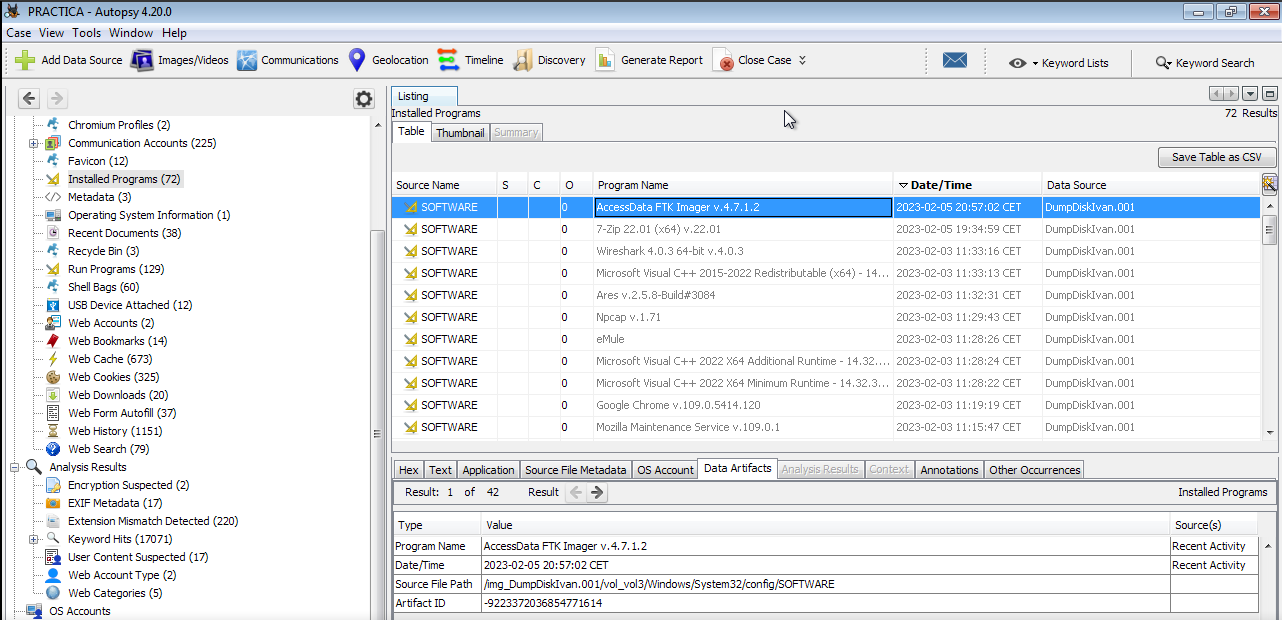 PRACTICA - Autopsy 4.20.0
Case View Tools Window Help
Add Data Source Images/Videos Communications Geolocation Timeline Discovery Generate Report Close Case Keyword Lists Keyword Search
Chromium Profiles (2)
Communication Accounts (225)
Favicon (12)
Installed Programs (72)
Metadata (3)
Operating System Information (1)
Recent Documents (38)
Recycle Bin (3)
Run Programs (129)
Shell Bags (60)
USB Device Attached (12)
Web Accounts (2)
Web Bookmarks (14)
Web Cache (673)
Web Cookies (325)
Web Downloads (20)
Web Form Autofill (37)
Web History (1151)
Web Search (79)
Analysis Results
Encryption Suspected (2)
EXIF Metadata (17)
Extension Mismatch Detected (220)
Keyword Hits (17071)
User Content Suspected (17)
Web Account Type (2)
Web Categories (5)
OS Accounts
Listing
Installed Programs 72 Results
Table Thumbnail Summary
Save Table as CSV
Source Name S C O Program Name Date/Time Data Source
SOFTWARE 0 AccessData FTK Imager v.4.7.1.2 2023-02-05 20:57:02 CET DumpDiskIvan.001
SOFTWARE 0 7-Zip 22.01 (x64) v.22.01 2023-02-05 19:34:59 CET DumpDiskIvan.001
SOFTWARE 0 Wireshark 4.0.3 64-bit v.4.0.3 2023-02-03 11:33:16 CET DumpDiskIvan.001
SOFTWARE 0 Microsoft Visual C++ 2015-2022 Redistributable (x64) - 14.... 2023-02-03 11:33:13 CET DumpDiskIvan.001
SOFTWARE 0 Ares v.2.5.8-Build#3084 2023-02-03 11:32:31 CET DumpDiskIvan.001
SOFTWARE 0 Npcap v.1.71 2023-02-03 11:29:43 CET DumpDiskIvan.001
SOFTWARE 0 eMule 2023-02-03 11:28:26 CET DumpDiskIvan.001
SOFTWARE 0 Microsoft Visual C++ 2022 X64 Additional Runtime - 14.32.... 2023-02-03 11:28:24 CET DumpDiskIvan.001
SOFTWARE 0 Microsoft Visual C++ 2022 X64 Minimum Runtime - 14.32.3... 2023-02-03 11:28:22 CET DumpDiskIvan.001
SOFTWARE 0 Google Chrome v.109.0.5414.120 2023-02-03 11:19:19 CET DumpDiskIvan.001
SOFTWARE 0 Mozilla Maintenance Service v.109.0.1 2023-02-03 11:15:47 CET DumpDiskIvan.001
Hex Text Application Source File Metadata OS Account Data Artifacts Analysis Results Context Annotations Other Occurrences
Result: 1 of 42 Result Installed Programs
Type Value Source(s)
Program Name AccessData FTK Imager v.4.7.1.2 Recent Activity
Date/Time 2023-02-05 20:57:02 CET Recent Activity
Source File Path /img_DumpDiskIvan.001/vol_vol3/Windows/System32/config/SOFTWARE
Artifact ID -9223372036854771614